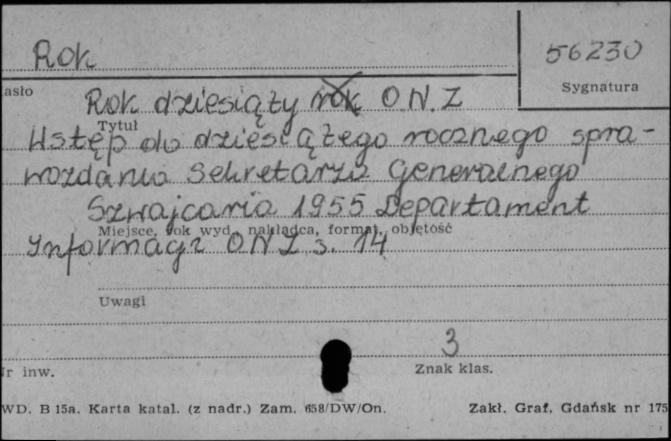 Rok
56230
asło
Sygnatura
Rok dziesiąty rok O.N.Z
Tytuł
Wstęp do dziesiątego rocznego spra-
wozdania Sekretarza Generalnego
Szwajcaria 1955 Departament
Miejsce, rok wyd., nakładca, format, objętość
Informacji ONZ s. 14
Uwagi
3
Nr inw.
Znak klas.
WD. B 15a. Karta katal. (z nadr.) Zam. 658/DW/On.
Zakł. Graf. Gdańsk nr 175